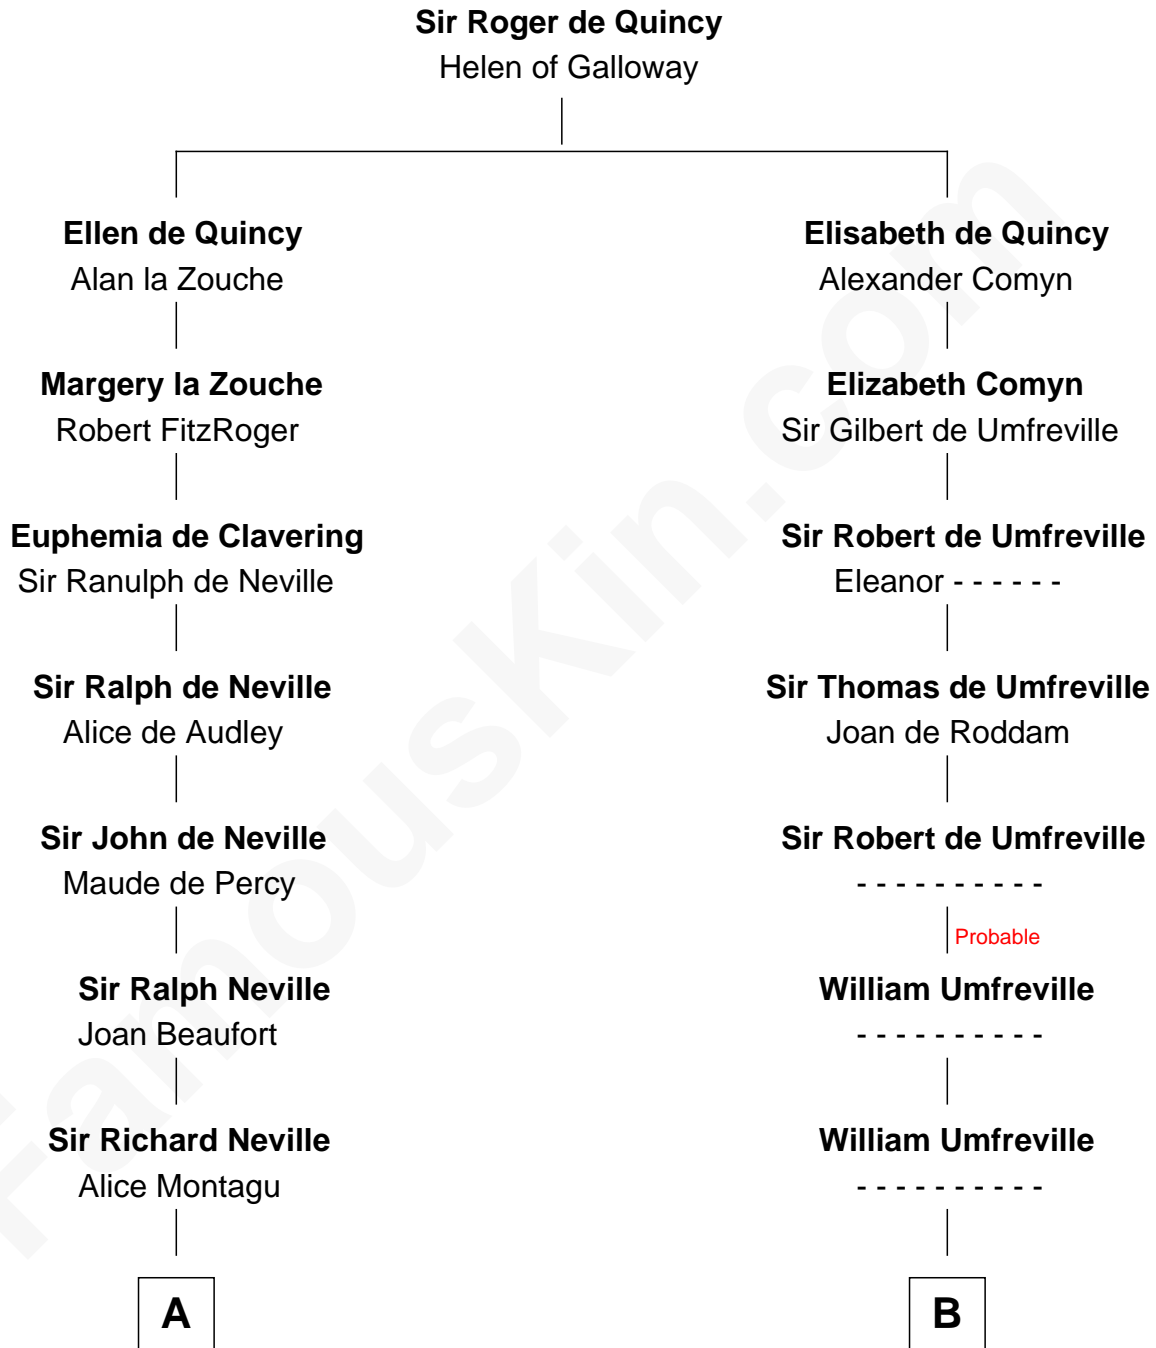 Sir Roger de Quincy
Helen of Galloway
Ellen de Quincy
Alan la Zouche
Elisabeth de Quincy
Alexander Comyn
Margery la Zouche
Robert FitzRoger
Elizabeth Comyn
Sir Gilbert de Umfreville
Euphemia de Clavering
Sir Ranulph de Neville
Sir Robert de Umfreville
Eleanor - - - - - -
Sir Ralph de Neville
Alice de Audley
Sir Thomas de Umfreville
Joan de Roddam
Sir John de Neville
Maude de Percy
Sir Robert de Umfreville
- - - - - - - - - -
Probable
Sir Ralph Neville
Joan Beaufort
William Umfreville
- - - - - - - - - -
Sir Richard Neville
Alice Montagu
William Umfreville
- - - - - - - - - -
A
B
FamousKin.com